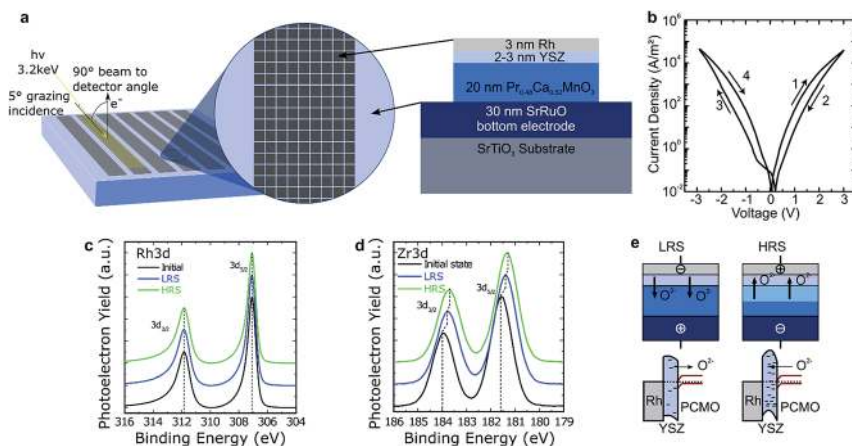 a
hν
3.2keV
90° beam to
detector angle
5° grazing
incidence
e⁻
3 nm Rh
2-3 nm YSZ
20 nm Pr₀.₄₈Ca₀.₅₂MnO₃
30 nm SrRuO
bottom electrode
SrTiO₃ Substrate
b
Current Density (A/m²)
10⁶
10⁴
10²
10⁰
10⁻²
1
2
3
4
-3 -2 -1 0 1 2 3
Voltage (V)
c
Photoelectron Yield (a.u.)
Rh3d
Initial
LRS
HRS
3d₃/₂
3d₅/₂
316 314 312 310 308 306 304
Binding Energy (eV)
d
Photoelectron Yield (a.u.)
Zr3d
Initial state
LRS
HRS
3d₃/₂
3d₅/₂
186 185 184 183 182 181 180 179
Binding Energy (eV)
e
LRS
HRS
O²⁻ O²⁻
O²⁻ O²⁻
O²⁻
O²⁻
Rh
PCMO
YSZ
Rh
PCMO
YSZ